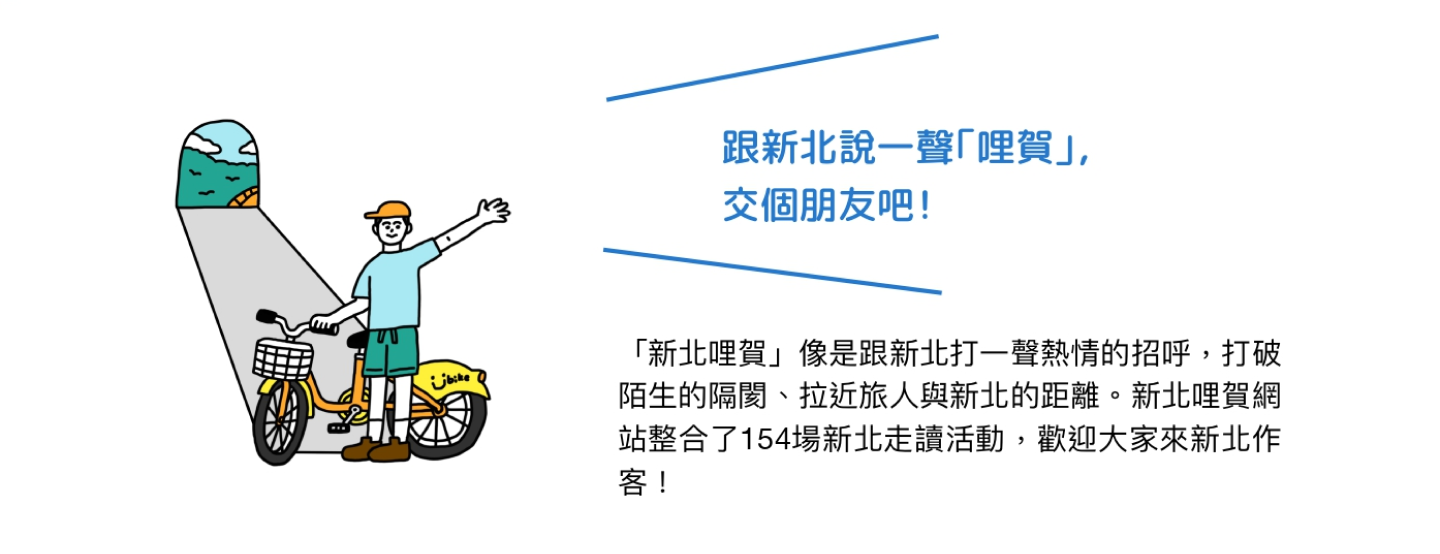 跟新北說一聲「哩賀」,
交個朋友吧！
「新北哩賀」像是跟新北打一聲熱情的招呼，打破
陌生的隔閡、拉近旅人與新北的距離。新北哩賀網
站整合了154場新北走讀活動，歡迎大家來新北作
客！
Ubike